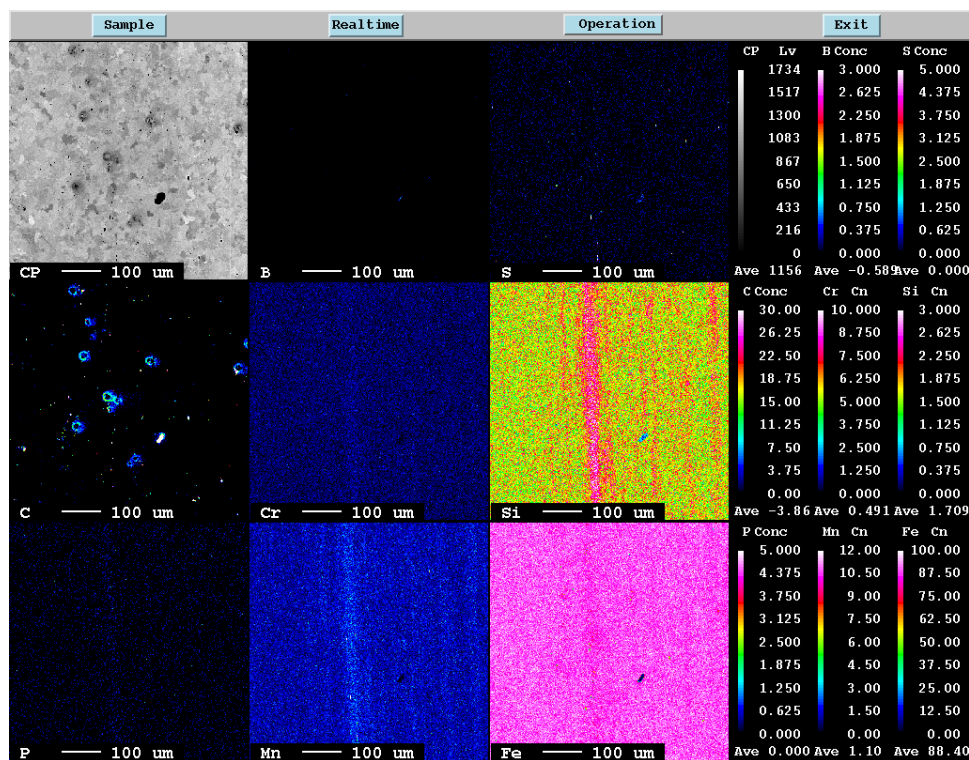 Sample Realtime Operation Exit
CP Lv B Conc S Conc
1734 3.000 5.000
1517 2.625 4.375
1300 2.250 3.750
1083 1.875 3.125
867 1.500 2.500
650 1.125 1.875
433 0.750 1.250
216 0.375 0.625
0 0.000 0.000
Ave 1156 Ave -0.589 Ave 0.000
CP 100 um B 100 um S 100 um
C Conc Cr Cn Si Cn
30.00 10.000 3.000
26.25 8.750 2.625
22.50 7.500 2.250
18.75 6.250 1.875
15.00 5.000 1.500
11.25 3.750 1.125
7.50 2.500 0.750
3.75 1.250 0.375
0.00 0.000 0.000
Ave -3.86 Ave 0.491 Ave 1.709
C 100 um Cr 100 um Si 100 um
P Conc Mn Cn Fe Cn
5.000 12.00 100.00
4.375 10.50 87.50
3.750 9.00 75.00
3.125 7.50 62.50
2.500 6.00 50.00
1.875 4.50 37.50
1.250 3.00 25.00
0.625 1.50 12.50
0.000 0.00 0.00
Ave 0.000 Ave 1.10 Ave 88.40
P 100 um Mn 100 um Fe 100 um